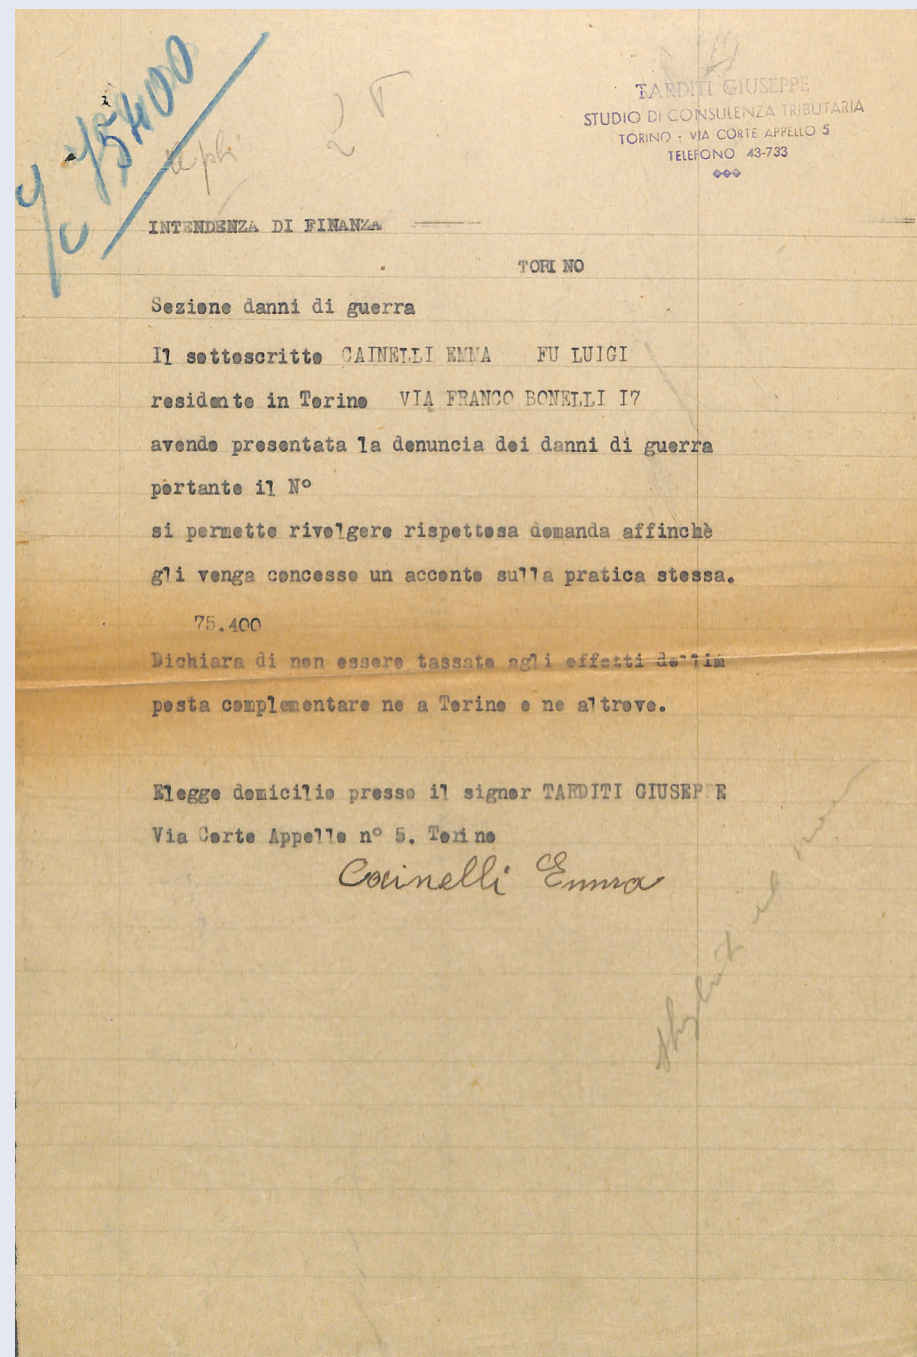 75400
TARDITI GIUSEPPE
STUDIO DI CONSULENZA TRIBUTARIA
TORINO - VIA CORTE APPELLO 5
TELEFONO 43-733
INTENDENZA DI FINANZA
TORINO
Sezione danni di guerra
Il sottoscritto CAINELLI EMMA FU LUIGI
residente in Torino VIA FRANCO BONELLI I7
avendo presentata la denuncia dei danni di guerra
portante il N°
si permette rivolgere rispettosa domanda affinchè
gli venga concesso un acconto sulla pratica stessa.
75.400
Dichiara di non essere tassato agli effetti dell'im
posta complementare ne a Torino e ne altrove.
Elegge domicilio presso il signor TARDITI GIUSEPPE
Via Corte Appello n° 5. Torino
Cainelli Emma